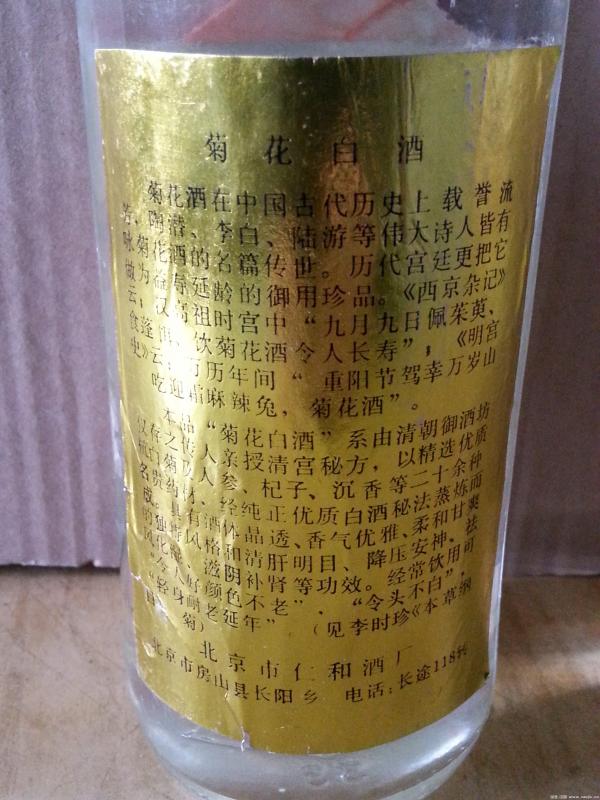 菊花白酒
菊花酒在中国古代历史上载誉流
芳，陶潜、李白、陆游等伟大诗人皆有
咏菊花酒的名篇传世。历代宫廷更把它
做为益寿延龄的御用珍品。《西京杂记》
云：汉高祖时宫中“九月九日佩茱萸、
食蓬饵、饮菊花酒令人长寿”；《明宫
史》云：万历年间“重阳节驾幸万岁山
吃迎霜麻辣兔，菊花酒”。
本品“菊花白酒”系由清朝御酒坊
仅存之传人亲授清宫秘方，以精选优质
杭白菊、人参、杞子、沉香等二十余种
名贵药材、经纯正优质白酒秘法蒸炼而
成。具有酒体晶透、香气优雅、柔和甘爽
的独特风格和清肝明目、降压安神、祛
风化湿、滋阴补肾等功效。经常饮用可
“令人好颜色不老”、“令头不白”，
“轻身耐老延年”（见李时珍《本草纲
目》菊）
北京市仁和酒厂
北京市房山县长阳乡 电话：长途118转